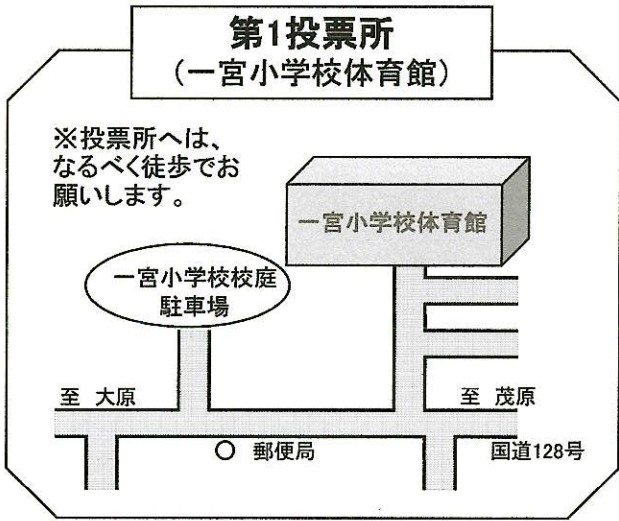 第1投票所
（一宮小学校体育館）
※投票所へは、
なるべく徒歩でお
願いします。
一宮小学校体育館
一宮小学校校庭
駐車場
至 大原
至 茂原
郵便局
国道128号